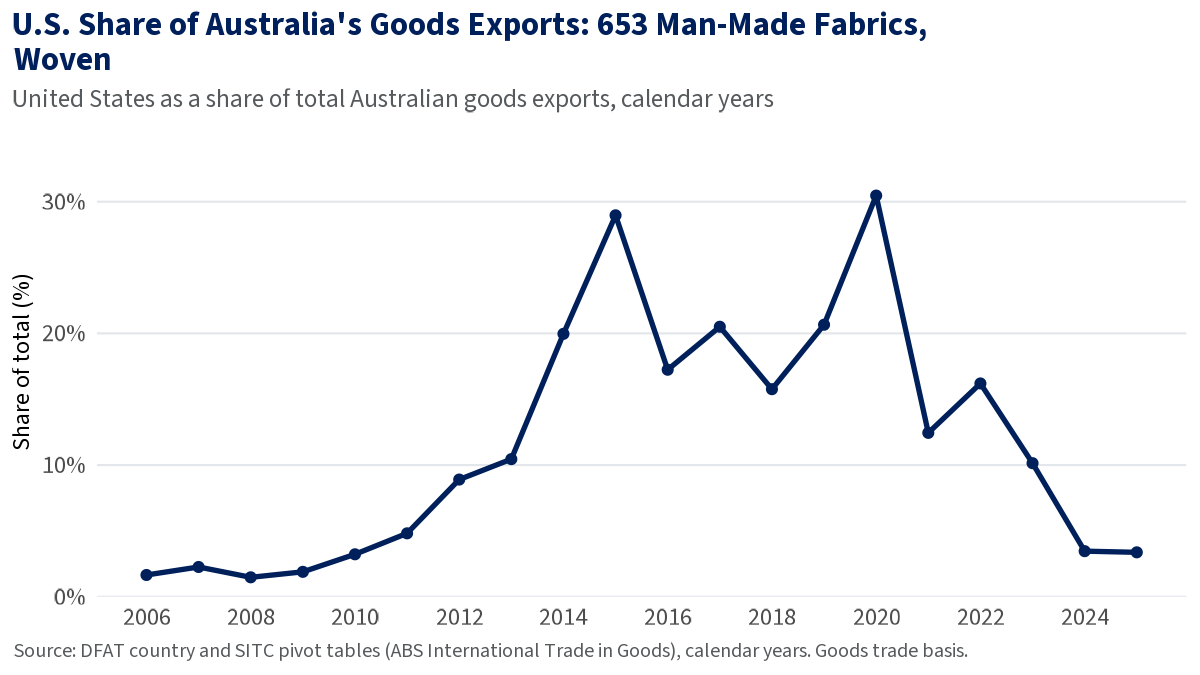 U.S. Share of Australia's Goods Exports: 653 Man-Made Fabrics,
Woven
United States as a share of total Australian goods exports, calendar years
Share of total (%)
30%
20%
10%
0%
2006 2008 2010 2012 2014 2016 2018 2020 2022 2024
Source: DFAT country and SITC pivot tables (ABS International Trade in Goods), calendar years. Goods trade basis.